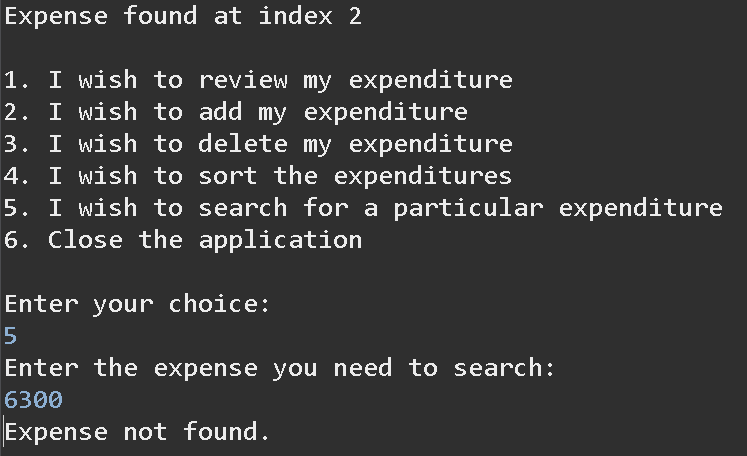 Expense found at index 2
1. I wish to review my expenditure
2. I wish to add my expenditure
3. I wish to delete my expenditure
4. I wish to sort the expenditures
5. I wish to search for a particular expenditure
6. Close the application
Enter your choice:
5
Enter the expense you need to search:
6300
Expense not found.